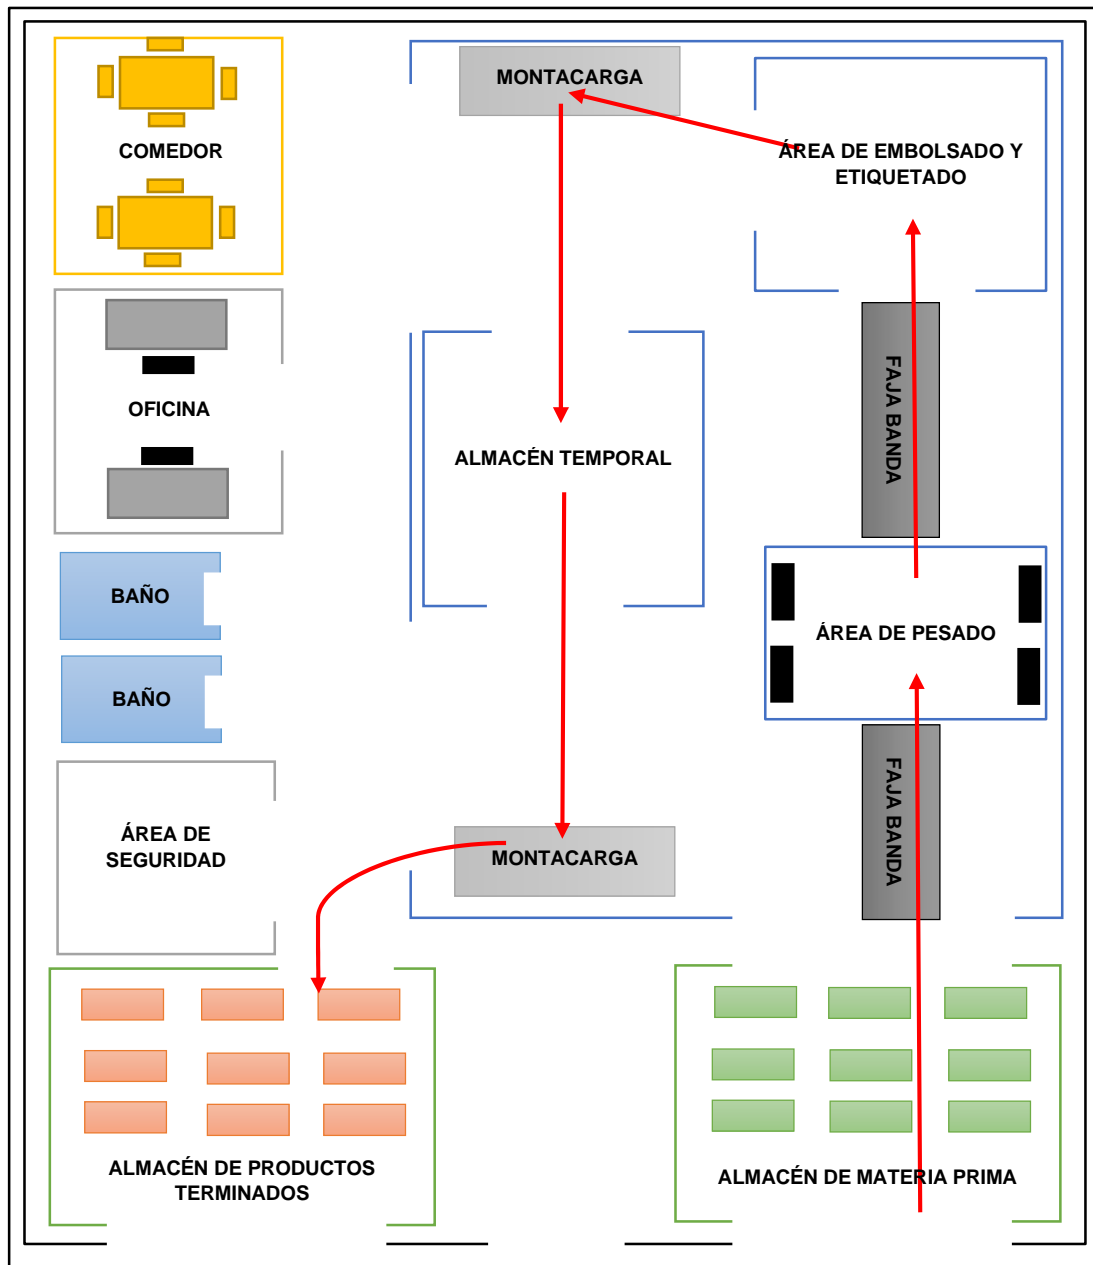 MONTACARGA
COMEDOR
ÁREA DE EMBOLSADO Y
ETIQUETADO
OFICINA
ALMACÉN TEMPORAL
FAJA BANDA
BAÑO
ÁREA DE PESADO
BAÑO
FAJA BANDA
ÁREA DE
SEGURIDAD
MONTACARGA
ALMACÉN DE PRODUCTOS
TERMINADOS
ALMACÉN DE MATERIA PRIMA